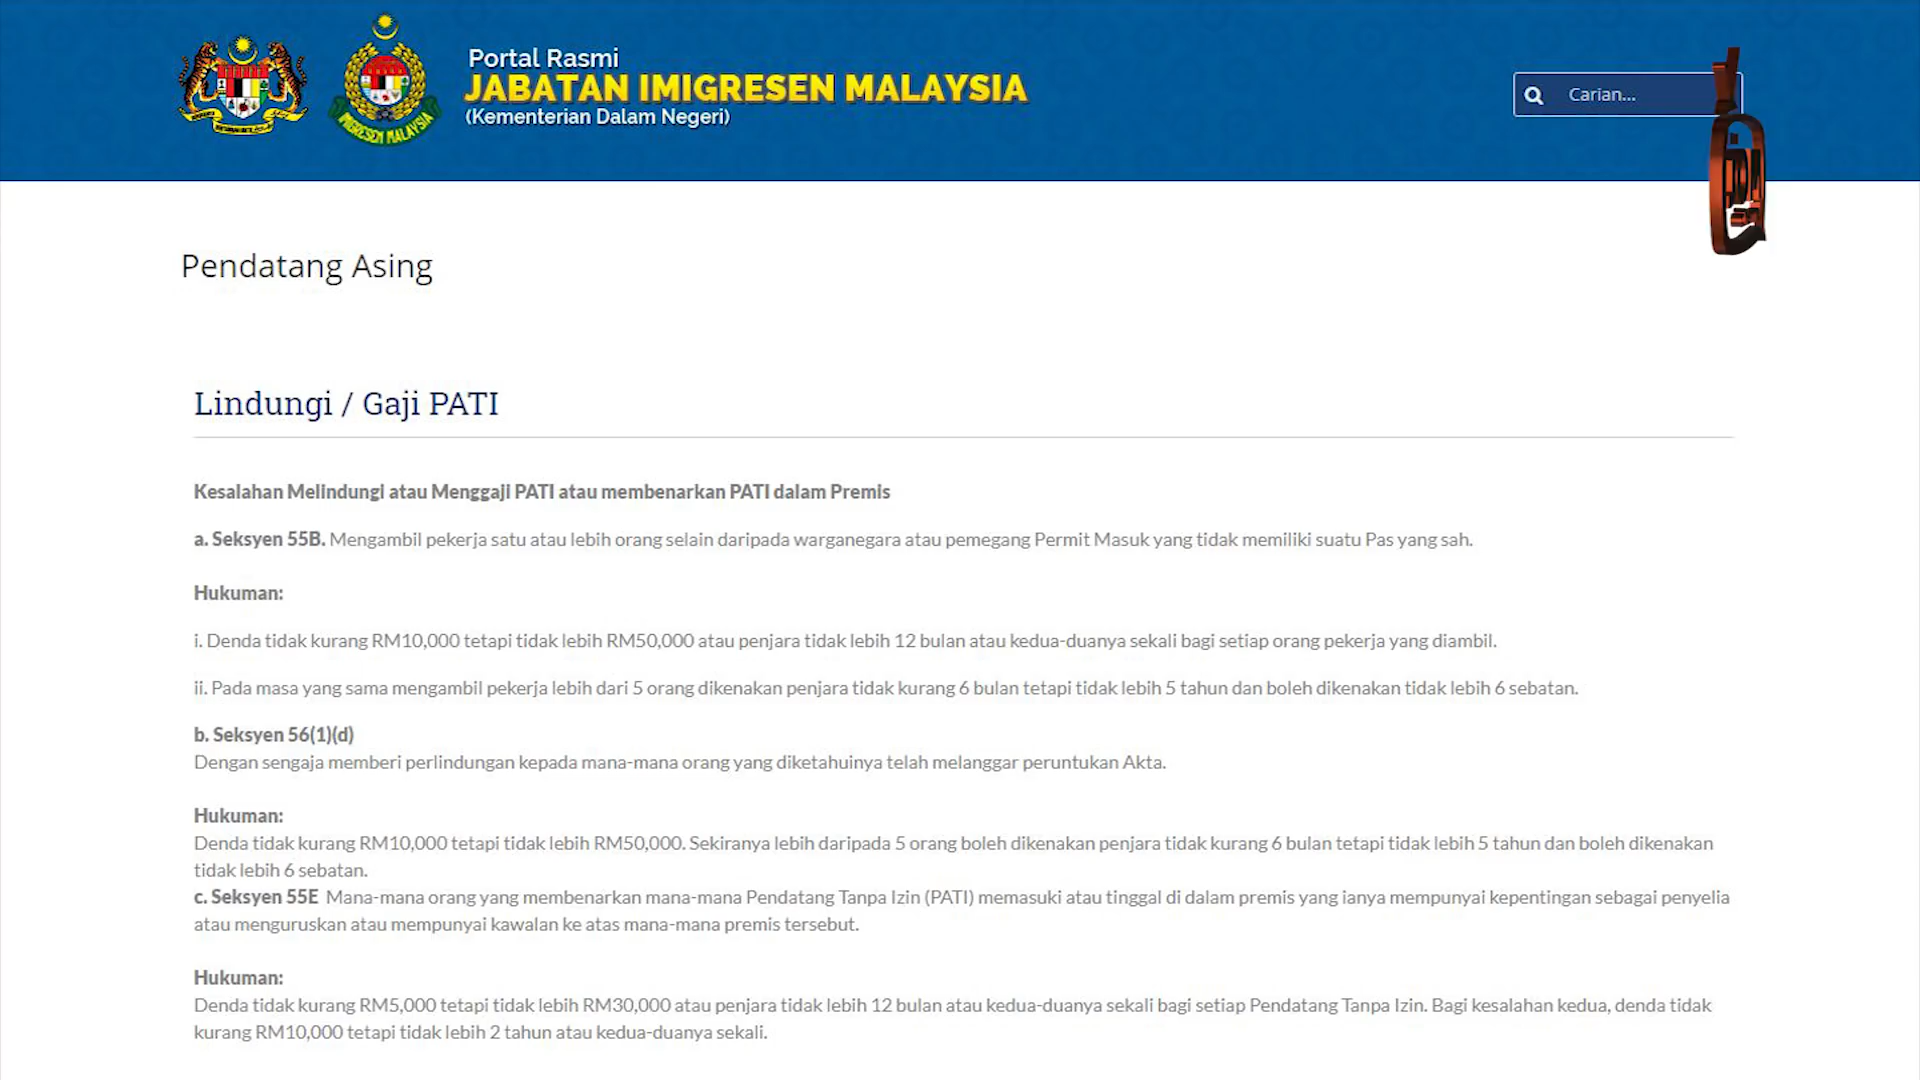 Portal Rasmi
JABATAN IMIGRESEN MALAYSIA
(Kementerian Dalam Negeri)
IMIGRESEN MALAYSIA
Carian...
Pendatang Asing
Lindungi / Gaji PATI
Kesalahan Melindungi atau Menggaji PATI atau membenarkan PATI dalam Premis
a. Seksyen 55B. Mengambil pekerja satu atau lebih orang selain daripada warganegara atau pemegang Permit Masuk yang tidak memiliki suatu Pas yang sah.
Hukuman:
i. Denda tidak kurang RM10,000 tetapi tidak lebih RM50,000 atau penjara tidak lebih 12 bulan atau kedua-duanya sekali bagi setiap orang pekerja yang diambil.
ii. Pada masa yang sama mengambil pekerja lebih dari 5 orang dikenakan penjara tidak kurang 6 bulan tetapi tidak lebih 5 tahun dan boleh dikenakan tidak lebih 6 sebatan.
b. Seksyen 56(1)(d)
Dengan sengaja memberi perlindungan kepada mana-mana orang yang diketahuinya telah melanggar peruntukan Akta.
Hukuman:
Denda tidak kurang RM10,000 tetapi tidak lebih RM50,000. Sekiranya lebih daripada 5 orang boleh dikenakan penjara tidak kurang 6 bulan tetapi tidak lebih 5 tahun dan boleh dikenakan
tidak lebih 6 sebatan.
c. Seksyen 55E Mana-mana orang yang membenarkan mana-mana Pendatang Tanpa Izin (PATI) memasuki atau tinggal di dalam premis yang ianya mempunyai kepentingan sebagai penyelia
atau menguruskan atau mempunyai kawalan ke atas mana-mana premis tersebut.
Hukuman:
Denda tidak kurang RM5,000 tetapi tidak lebih RM30,000 atau penjara tidak lebih 12 bulan atau kedua-duanya sekali bagi setiap Pendatang Tanpa Izin. Bagi kesalahan kedua, denda tidak
kurang RM10,000 tetapi tidak lebih 2 tahun atau kedua-duanya sekali.